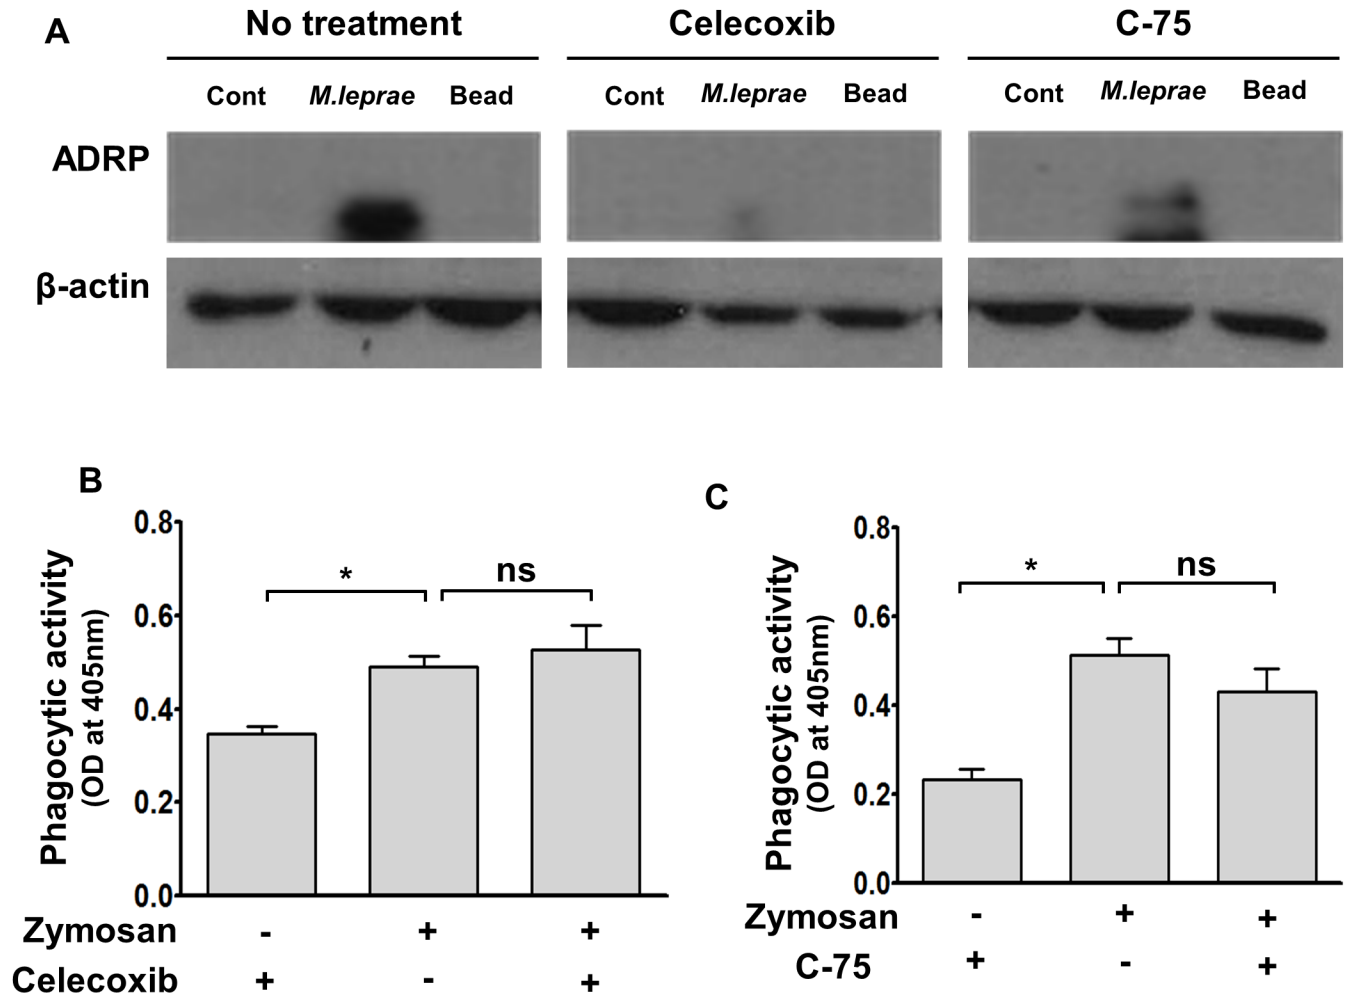 A
No treatment
Celecoxib
C-75
Cont M.leprae Bead
Cont M.leprae Bead
Cont M.leprae Bead
ADRP
β-actin
B
Phagocytic activity
(OD at 405nm)
0.8
0.6
0.4
0.2
0.0
*
ns
Zymosan - + +
Celecoxib + - +
C
Phagocytic activity
(OD at 405nm)
0.8
0.6
0.4
0.2
0.0
*
ns
Zymosan - + +
C-75 + - +